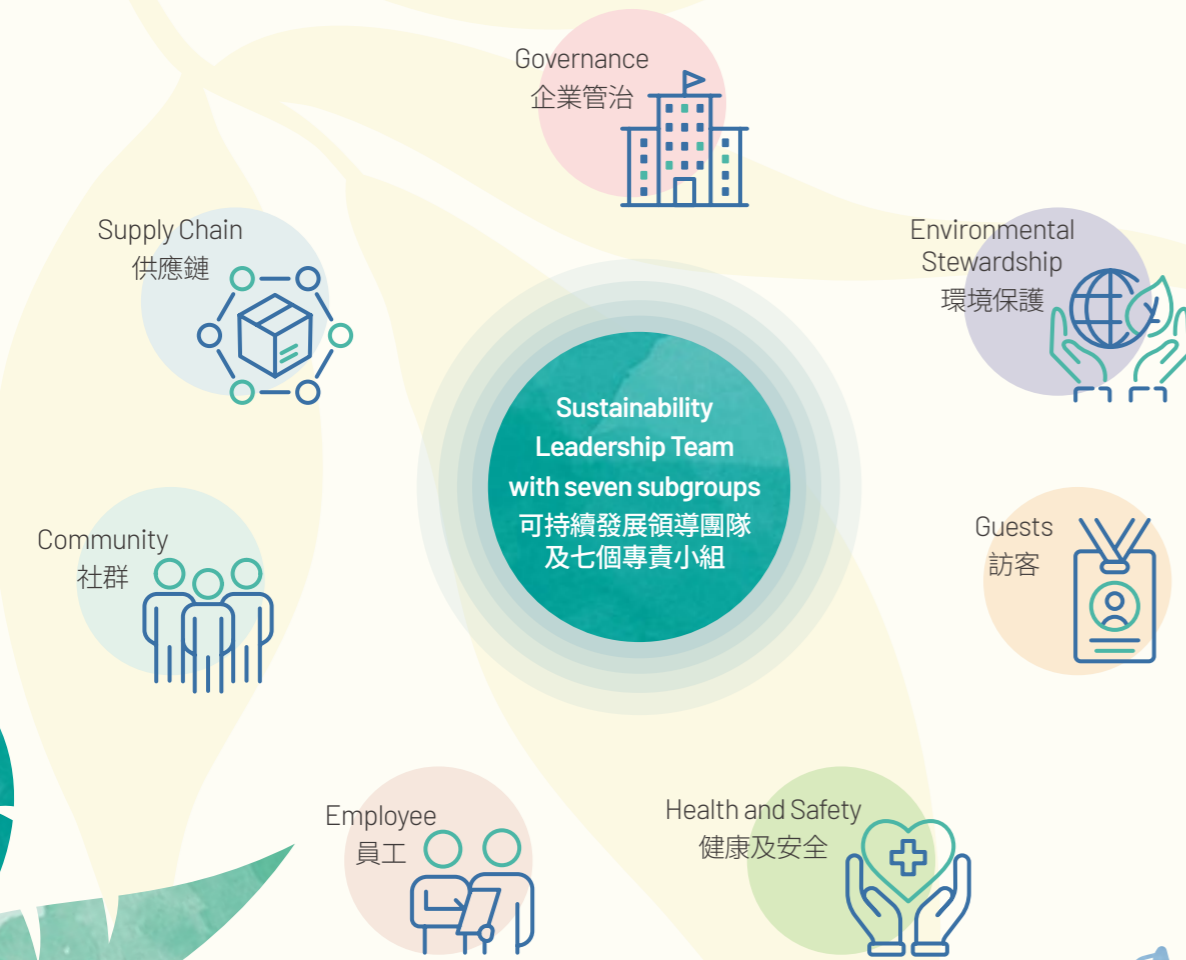 Governance
企業管治
Supply Chain
供應鏈
Environmental
Stewardship
環境保護
Sustainability
Leadership Team
with seven subgroups
可持續發展領導團隊
及七個專責小組
Community
社群
Guests
訪客
Employee
員工
Health and Safety
健康及安全